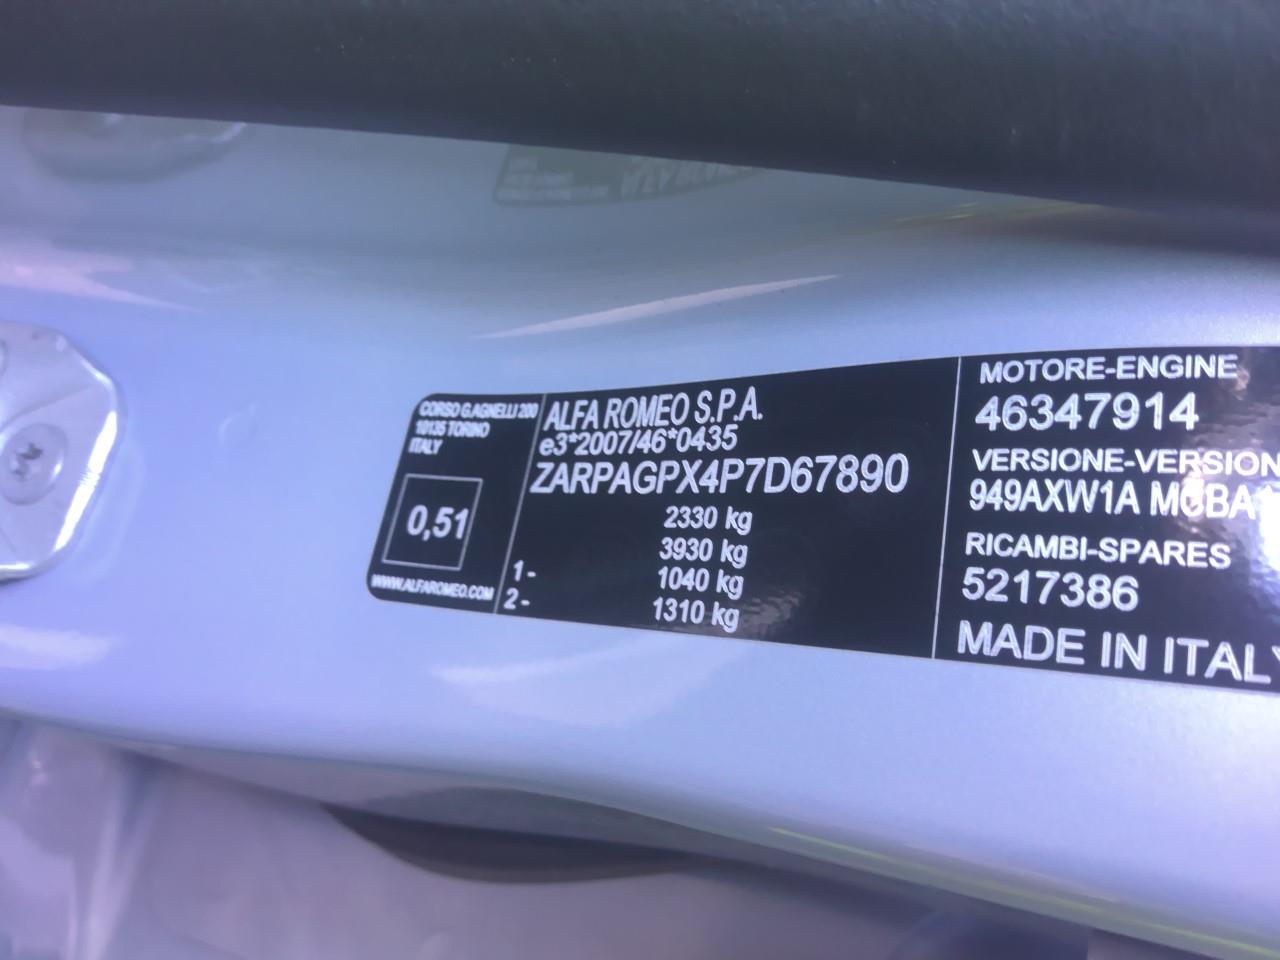 CORSO G.AGNELLI 200
10135 TORINO
ITALY
0,51
WWW.ALFAROMEO.COM
ALFA ROMEO S.P.A.
e3*2007/46*0435
ZARPAGPX4P7D67890
2330 kg
3930 kg
1- 1040 kg
2- 1310 kg
MOTORE-ENGINE
46347914
VERSIONE-VERSION
949AXW1A
RICAMBI-SPARES
5217386
MADE IN ITALY